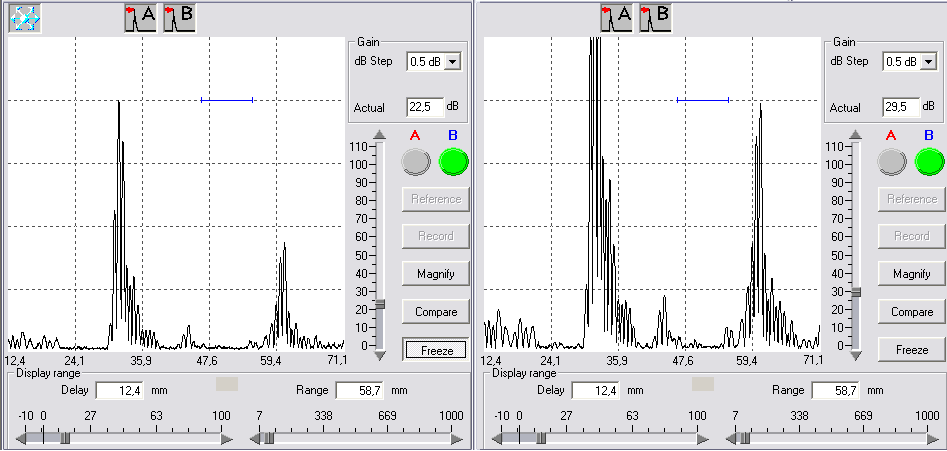 A B
Gain
dB Step 0.5 dB
Actual 22,5 dB
A B
110
100
90
80
70
60
50
40
30
20
10
0
Reference
Record
Magnify
Compare
Freeze
12,4 24,1 35,9 47,6 59,4 71,1
Display range
Delay 12,4 mm Range 58,7 mm
-10 0 27 63 100 7 338 669 1000
A B
Gain
dB Step 0.5 dB
Actual 29,5 dB
A B
110
100
90
80
70
60
50
40
30
20
10
0
Reference
Record
Magnify
Compare
Freeze
12,4 24,1 35,9 47,6 59,4 71,1
Display range
Delay 12,4 mm Range 58,7 mm
-10 0 27 63 100 7 338 669 1000